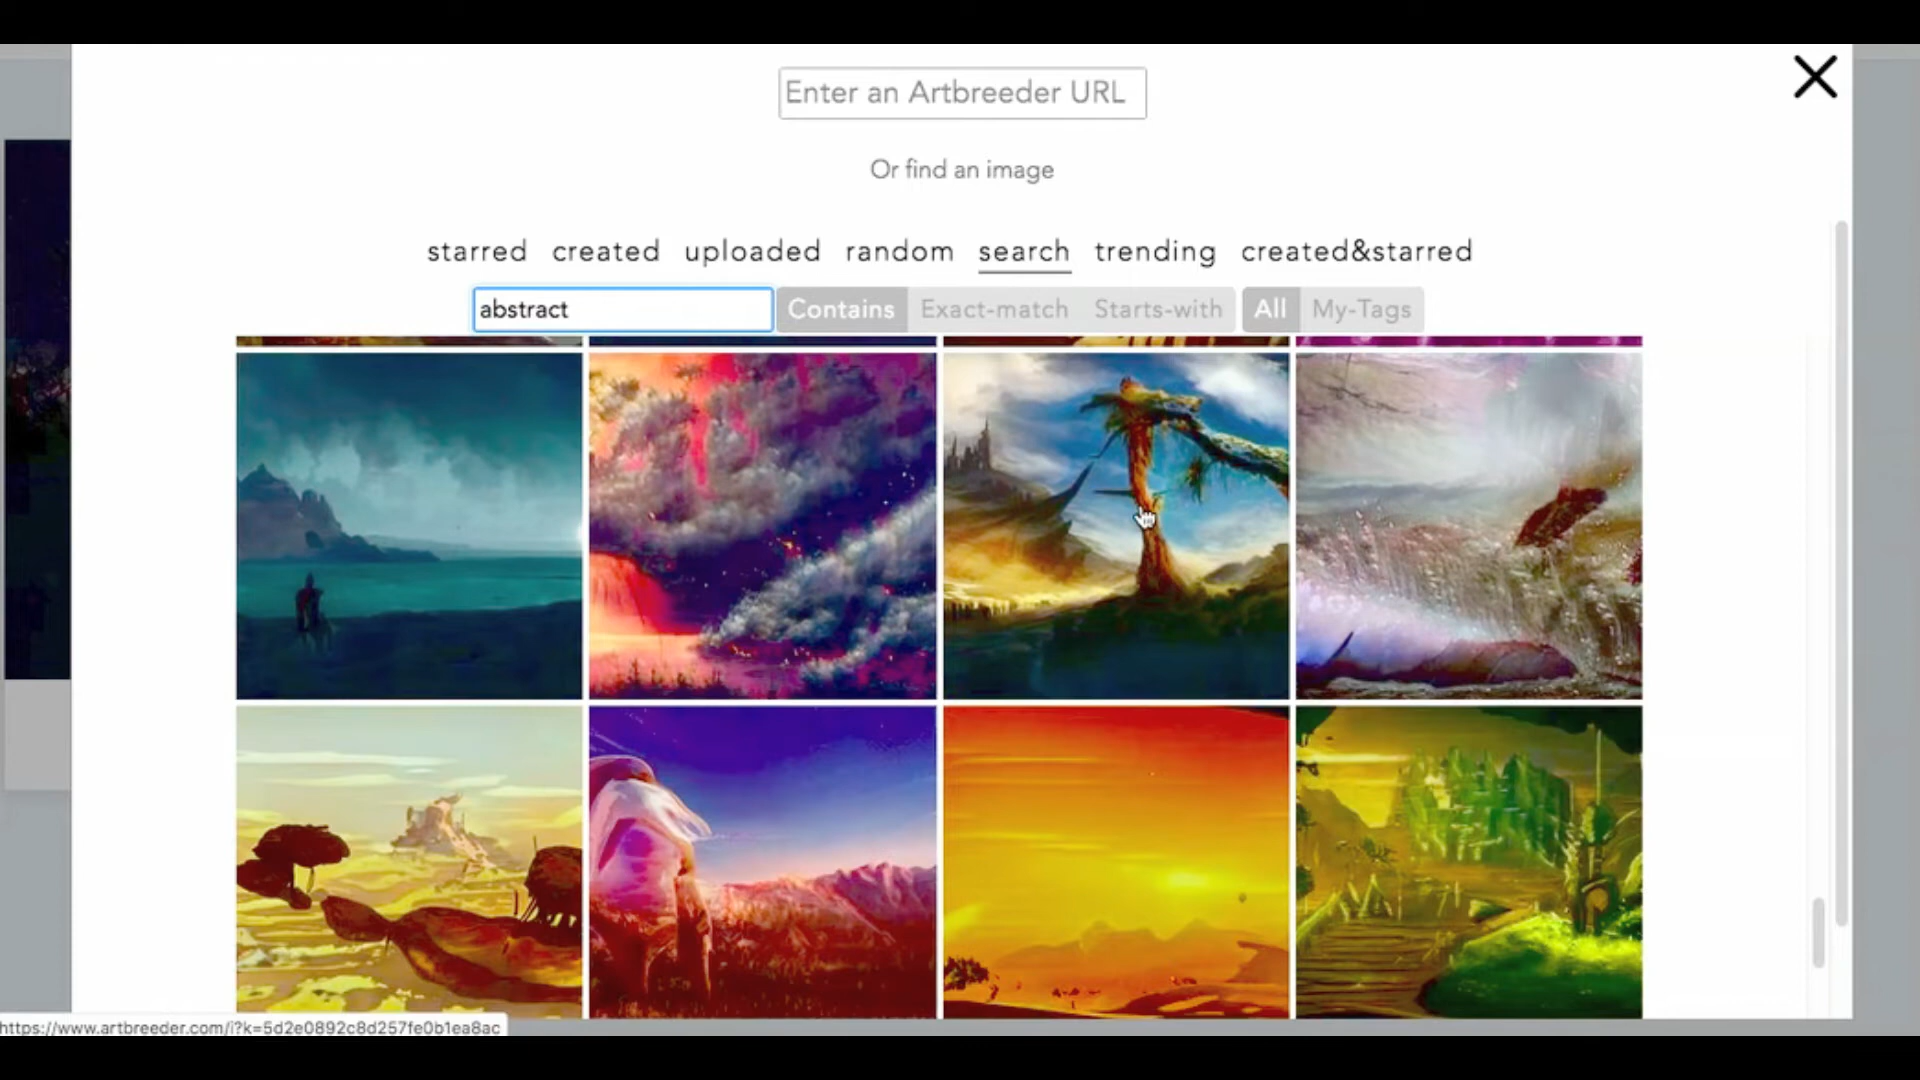 Enter an Artbreeder URL
Or find an image
starred created uploaded random search trending created&starred
abstract Contains Exact-match Starts-with All My-Tags
https://www.artbreeder.com/i?k=5d2e0892c8d257fe0b1ea8ac